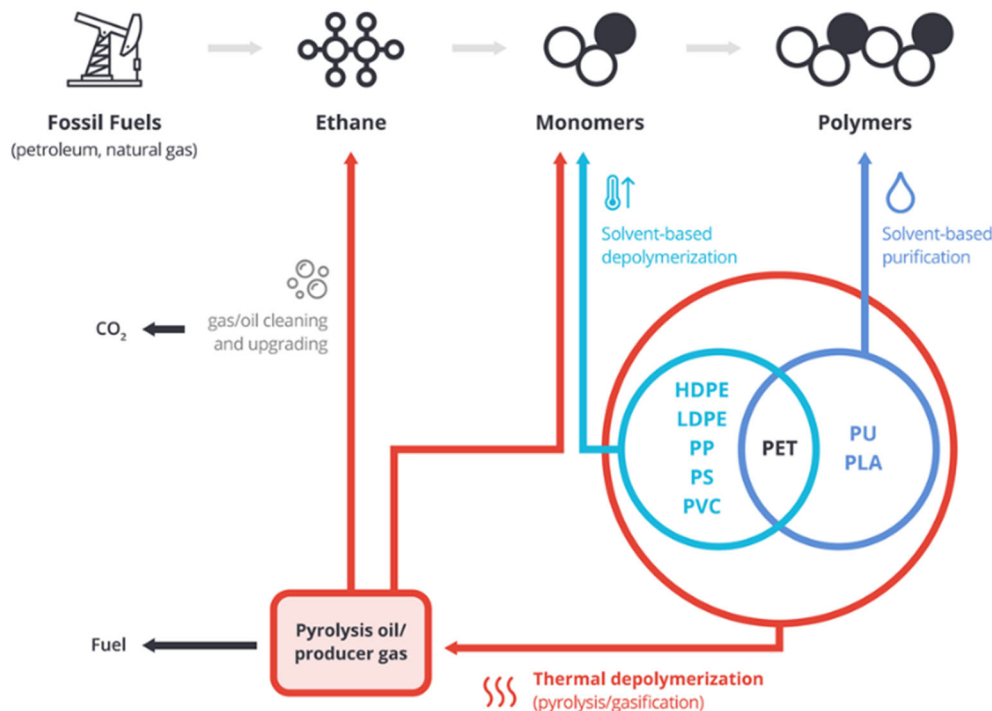 Fossil Fuels
(petroleum, natural gas)
Ethane
Monomers
Polymers
Solvent-based
depolymerization
Solvent-based
purification
gas/oil cleaning
and upgrading
CO₂
HDPE
LDPE
PP
PS
PVC
PET
PU
PLA
Fuel
Pyrolysis oil/
producer gas
Thermal depolymerization
(pyrolysis/gasification)